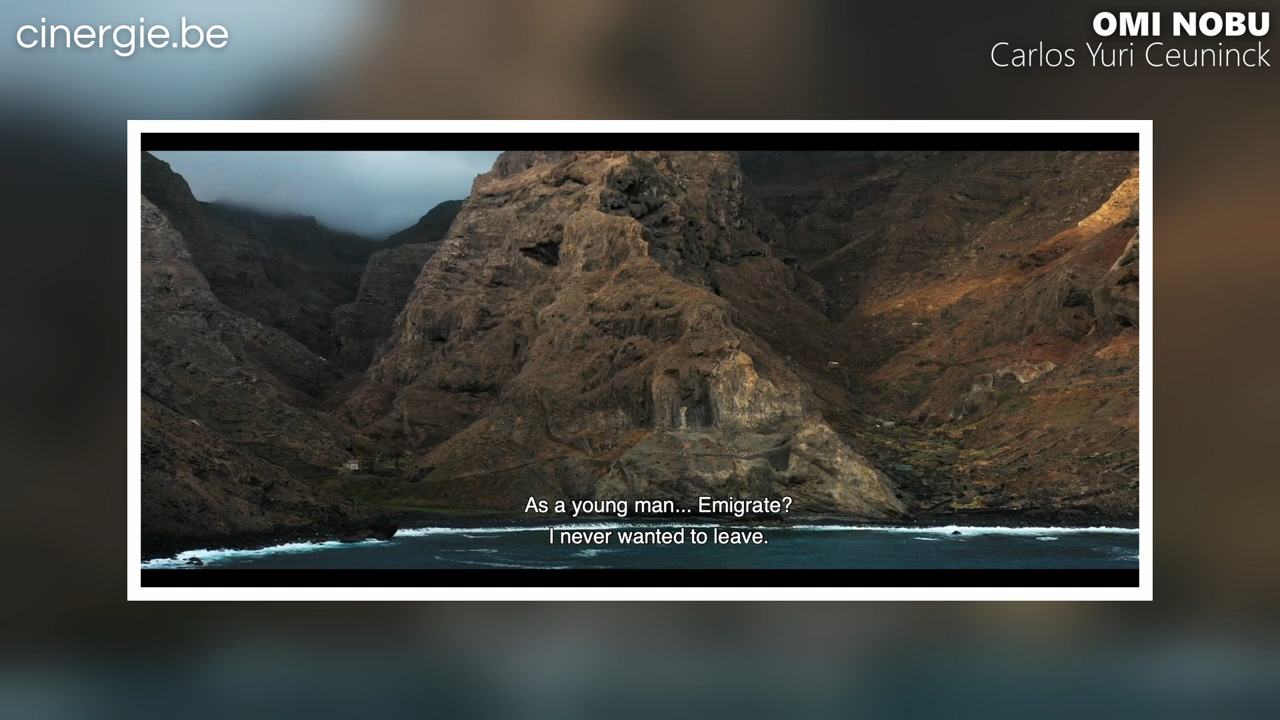 cinergie.be
OMI NOBU
Carlos Yuri Ceuninck
As a young man... Emigrate?
I never wanted to leave.